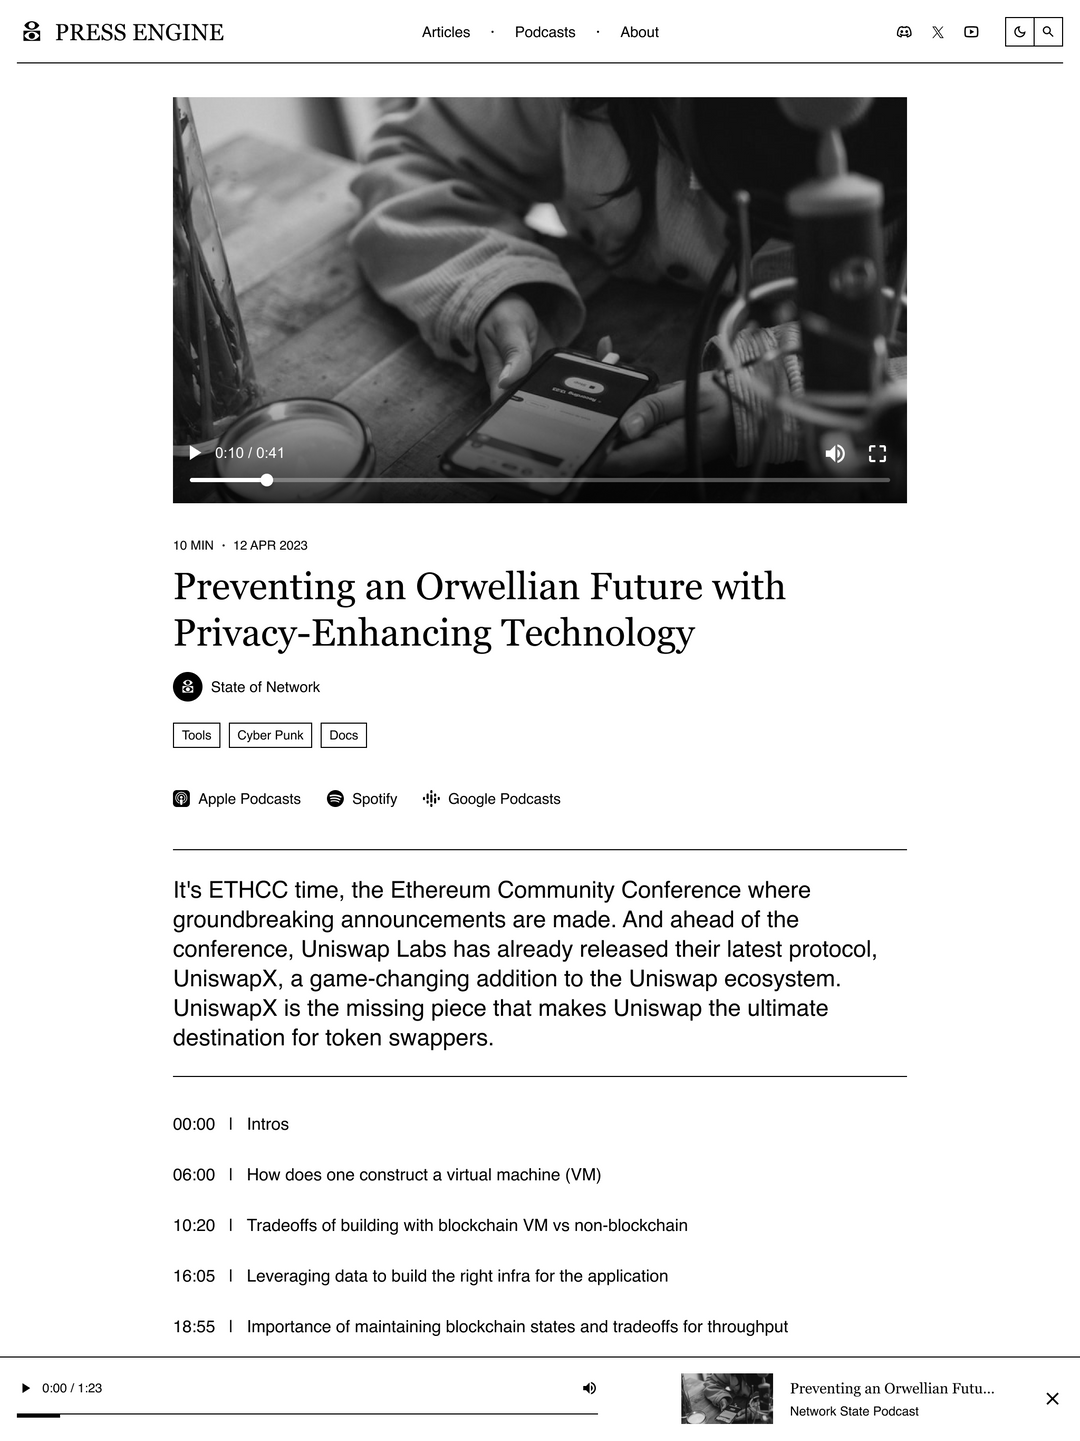 PRESS ENGINE
Articles · Podcasts · About
0:10 / 0:41
10 MIN · 12 APR 2023
Preventing an Orwellian Future with
Privacy-Enhancing Technology
State of Network
Tools Cyber Punk Docs
Apple Podcasts Spotify Google Podcasts
It's ETHCC time, the Ethereum Community Conference where
groundbreaking announcements are made. And ahead of the
conference, Uniswap Labs has already released their latest protocol,
UniswapX, a game-changing addition to the Uniswap ecosystem.
UniswapX is the missing piece that makes Uniswap the ultimate
destination for token swappers.
00:00 | Intros
06:00 | How does one construct a virtual machine (VM)
10:20 | Tradeoffs of building with blockchain VM vs non-blockchain
16:05 | Leveraging data to build the right infra for the application
18:55 | Importance of maintaining blockchain states and tradeoffs for throughput
0:00 / 1:23
Preventing an Orwellian Futu...
Network State Podcast